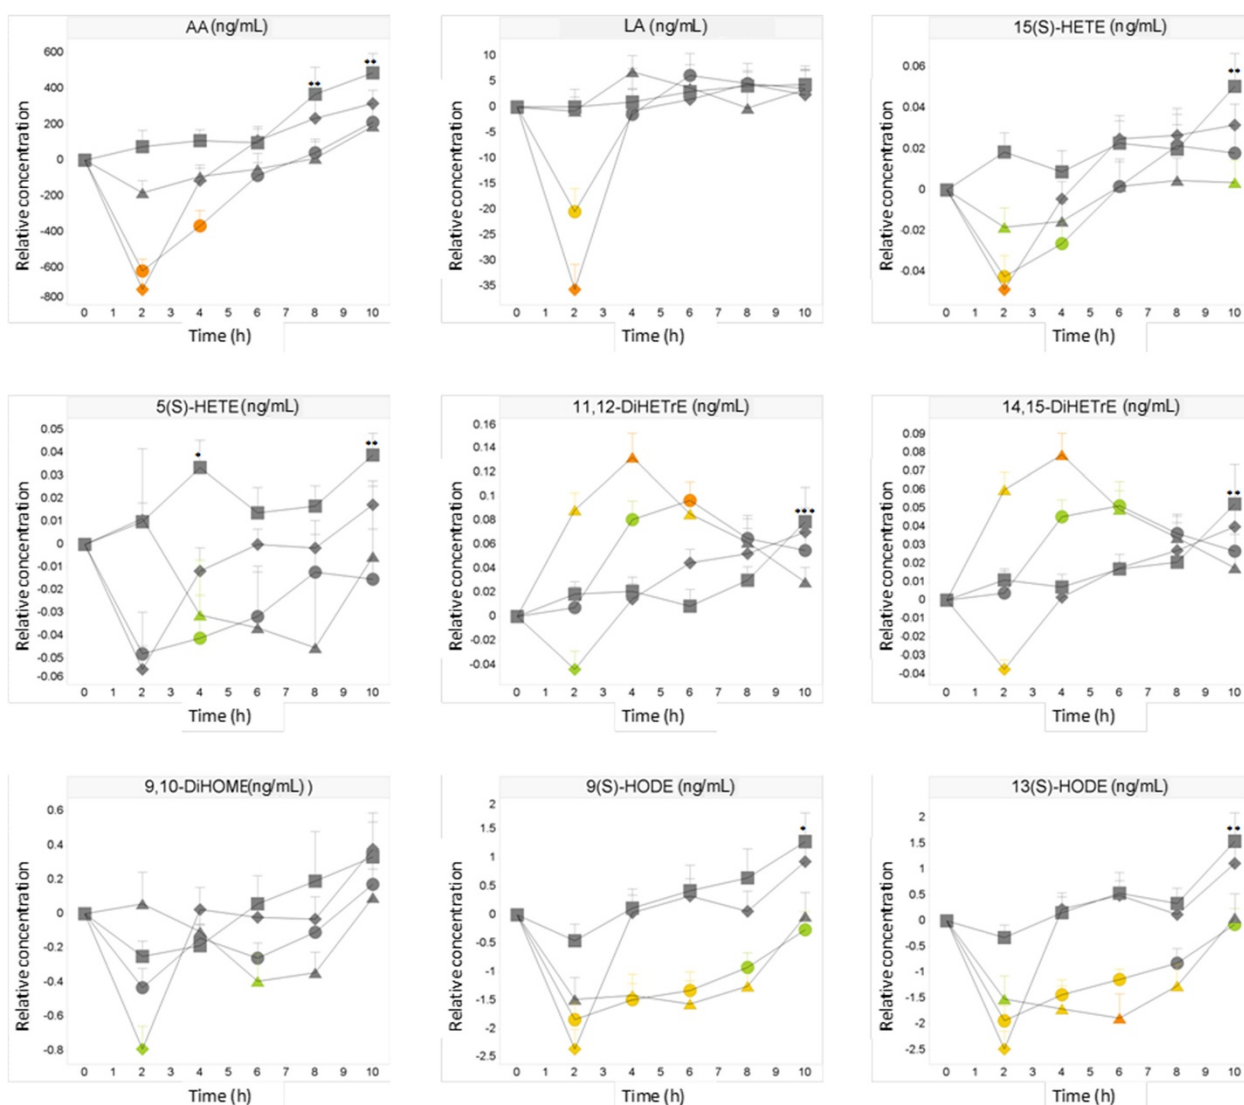 AA (ng/mL)
LA (ng/mL)
15(S)-HETE (ng/mL)
Relative concentration
600
400
200
0
-200
-400
-600
-800
0 1 2 3 4 5 6 7 8 9 10
Time (h)
Relative concentration
10
5
0
-5
-10
-15
-20
-25
-30
-35
0 1 2 3 4 5 6 7 8 9 10
Time (h)
Relative concentration
0.06
0.04
0.02
0
-0.02
-0.04
0 1 2 3 4 5 6 7 8 9 10
Time (h)
5(S)-HETE (ng/mL)
11,12-DiHETrE (ng/mL)
14,15-DiHETrE (ng/mL)
Relative concentration
0.05
0.04
0.03
0.02
0.01
0
-0.01
-0.02
-0.03
-0.04
-0.05
-0.06
0 1 2 3 4 5 6 7 8 9 10
Time (h)
Relative concentration
0.16
0.14
0.12
0.1
0.08
0.06
0.04
0.02
0
-0.02
-0.04
0 1 2 3 4 5 6 7 8 9 10
Time (h)
Relative concentration
0.09
0.08
0.07
0.06
0.05
0.04
0.03
0.02
0.01
0
-0.01
-0.02
-0.03
-0.04
0 1 2 3 4 5 6 7 8 9 10
Time (h)
9,10-DiHOME(ng/mL) )
9(S)-HODE (ng/mL)
13(S)-HODE (ng/mL)
Relative concentration
0.6
0.4
0.2
0
-0.2
-0.4
-0.6
-0.8
0 1 2 3 4 5 6 7 8 9 10
Time (h)
Relative concentration
2
1.5
1
0.5
0
-0.5
-1
-1.5
-2
-2.5
0 1 2 3 4 5 6 7 8 9 10
Time (h)
Relative concentration
2
1.5
1
0.5
0
-0.5
-1
-1.5
-2
-2.5
0 1 2 3 4 5 6 7 8 9 10
Time (h)